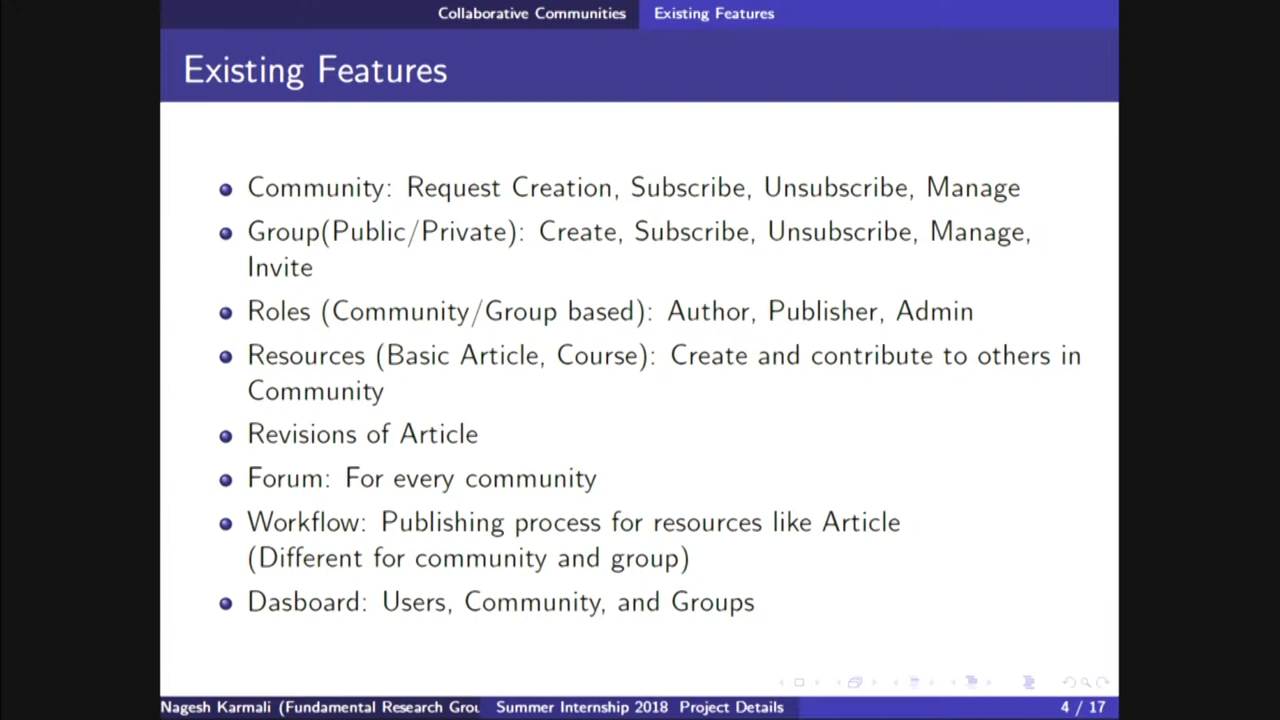 Collaborative Communities Existing Features
Existing Features
Community: Request Creation, Subscribe, Unsubscribe, Manage
Group(Public/Private): Create, Subscribe, Unsubscribe, Manage,
Invite
Roles (Community/Group based): Author, Publisher, Admin
Resources (Basic Article, Course): Create and contribute to others in
Community
Revisions of Article
Forum: For every community
Workflow: Publishing process for resources like Article
(Different for community and group)
Dasboard: Users, Community, and Groups
Nagesh Karmali (Fundamental Research Grou Summer Internship 2018 Project Details 4 / 17